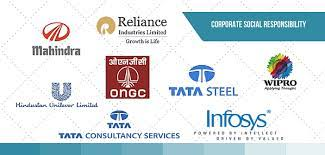 CORPORATE SOCIAL RESPONSIBILITY
Mahindra
Reliance
Industries Limited
Growth is Life
ओएनजीसी
ONGC
TATA STEEL
WIPRO
Applying Thought
Hindustan Unilever Limited
TATA
TATA CONSULTANCY SERVICES
Infosys®
POWERED BY INTELLECT
DRIVEN BY VALUES